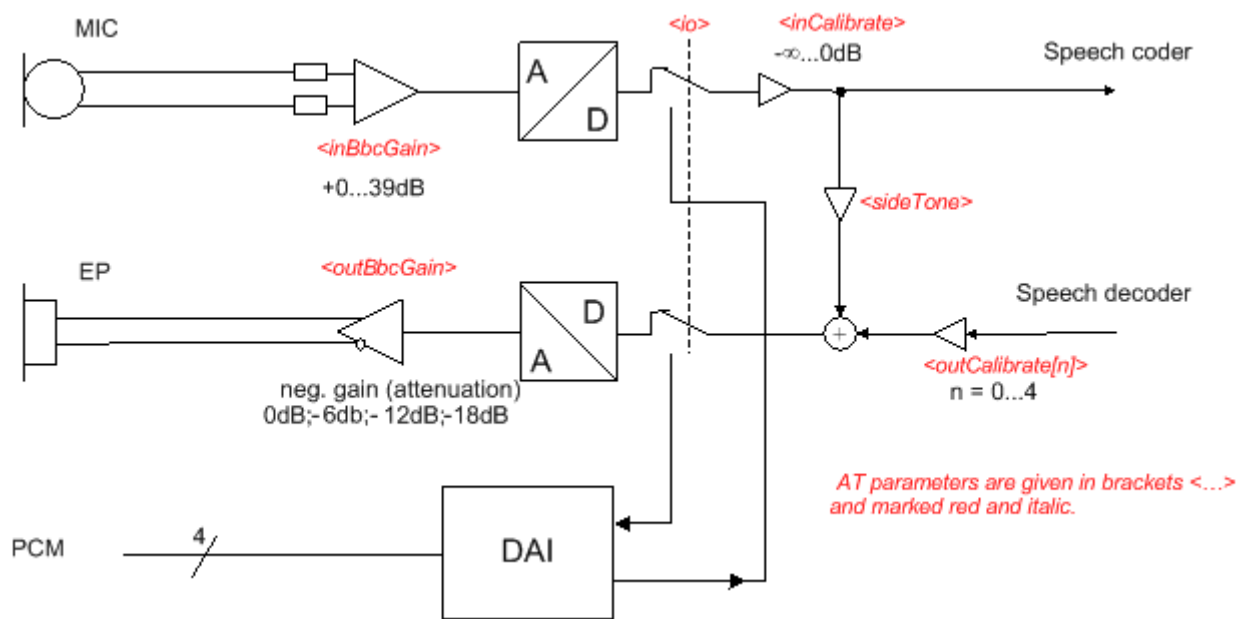 MIC
<io>
<inCalibrate>
-∞...0dB
Speech coder
A
D
<inBbcGain>
+0...39dB
<sideTone>
EP
<outBbcGain>
D
A
Speech decoder
+
<outCalibrate[n]>
n = 0...4
neg. gain (attenuation)
0dB;-6db;- 12dB;-18dB
AT parameters are given in brackets <...>
and marked red and italic.
PCM
4
DAI